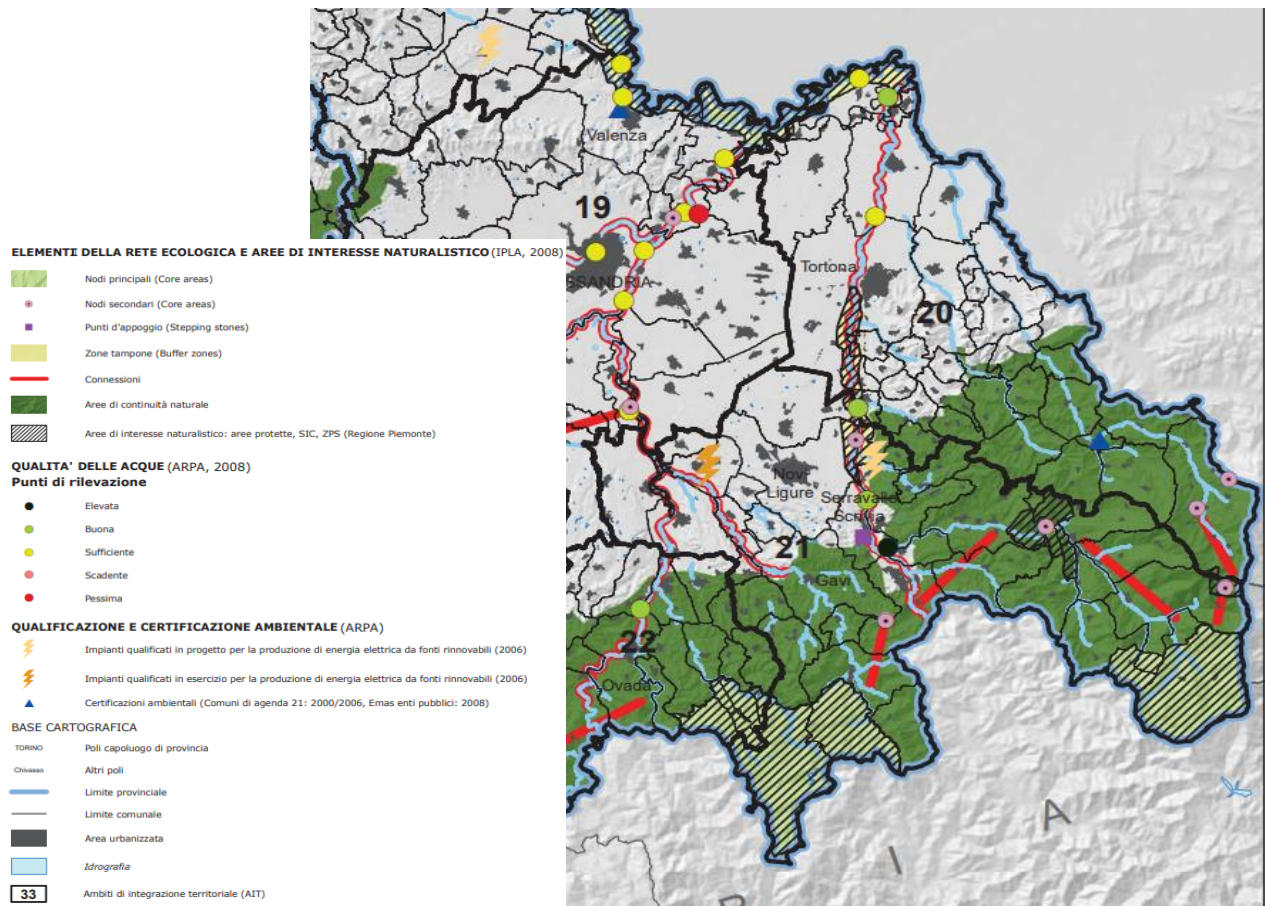 Valenza
19
SSANDRIA
Tortona
20
Novi
Ligure
Serravalle
Scrivia
21
Gavi
22
Ovada
A
I
R
ELEMENTI DELLA RETE ECOLOGICA E AREE DI INTERESSE NATURALISTICO (IPLA, 2008)
Nodi principali (Core areas)
Nodi secondari (Core areas)
Punti d'appoggio (Stepping stones)
Zone tampone (Buffer zones)
Connessioni
Aree di continuità naturale
Aree di interesse naturalistico: aree protette, SIC, ZPS (Regione Piemonte)
QUALITA' DELLE ACQUE (ARPA, 2008)
Punti di rilevazione
Elevata
Buona
Sufficiente
Scadente
Pessima
QUALIFICAZIONE E CERTIFICAZIONE AMBIENTALE (ARPA)
Impianti qualificati in progetto per la produzione di energia elettrica da fonti rinnovabili (2006)
Impianti qualificati in esercizio per la produzione di energia elettrica da fonti rinnovabili (2006)
Certificazioni ambientali (Comuni di agenda 21: 2000/2006, Emas enti pubblici: 2008)
BASE CARTOGRAFICA
TORINO Poli capoluogo di provincia
Chivasso Altri poli
Limite provinciale
Limite comunale
Area urbanizzata
Idrografia
33 Ambiti di integrazione territoriale (AIT)